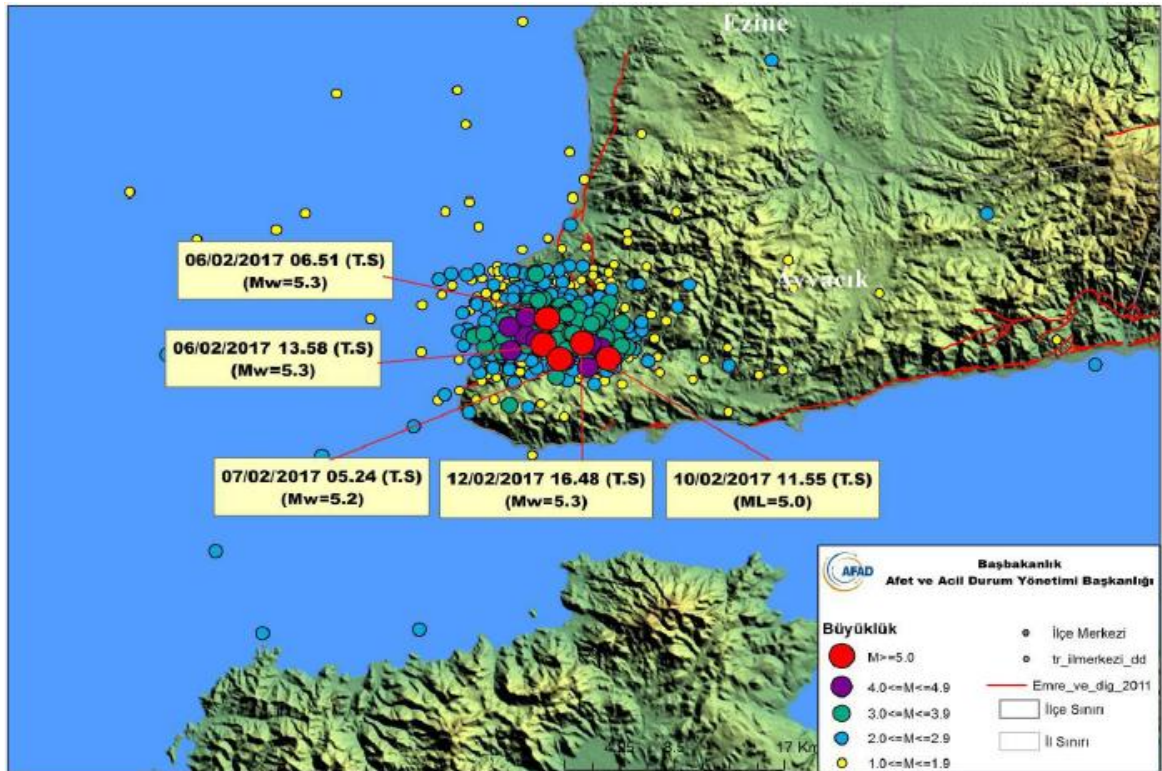 Ezine
Ayvacık
06/02/2017 06.51 (T.S)
(Mw=5.3)
06/02/2017 13.58 (T.S)
(Mw=5.3)
07/02/2017 05.24 (T.S)
(Mw=5.2)
12/02/2017 16.48 (T.S)
(Mw=5.3)
10/02/2017 11.55 (T.S)
(ML=5.0)
AFAD
Başbakanlık
Afet ve Acil Durum Yönetimi Başkanlığı
Büyüklük
M>=5.0
4.0<=M<=4.9
3.0<=M<=3.9
2.0<=M<=2.9
1.0<=M<=1.9
İlçe Merkezi
tr_ilmerkezi_dd
Emre_ve_dig_2011
İlçe Sınırı
İl Sınırı
4.25 8.5 17 Km